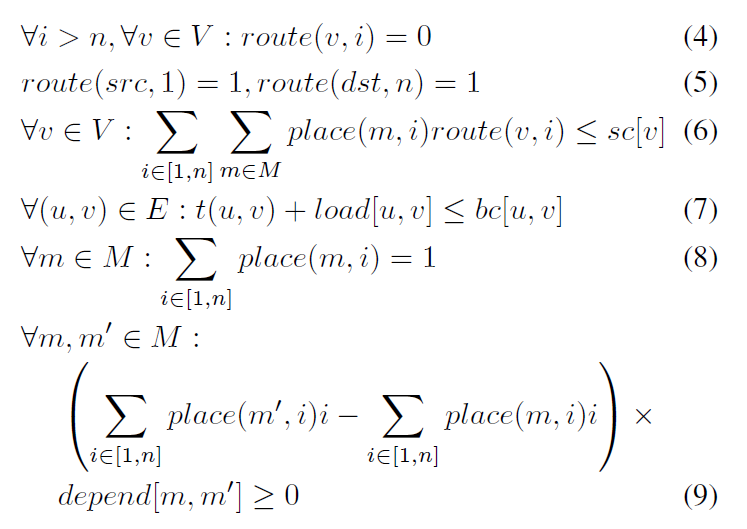 ∀i > n, ∀v ∈ V : route(v, i) = 0 (4)
route(src, 1) = 1, route(dst, n) = 1 (5)
∀v ∈ V : ∑_{i∈[1,n]} ∑_{m∈M} place(m, i)route(v, i) ≤ sc[v] (6)
∀(u, v) ∈ E : t(u, v) + load[u, v] ≤ bc[u, v] (7)
∀m ∈ M : ∑_{i∈[1,n]} place(m, i) = 1 (8)
∀m, m′ ∈ M :
(∑_{i∈[1,n]} place(m′, i)i − ∑_{i∈[1,n]} place(m, i)i) ×
depend[m, m′] ≥ 0 (9)